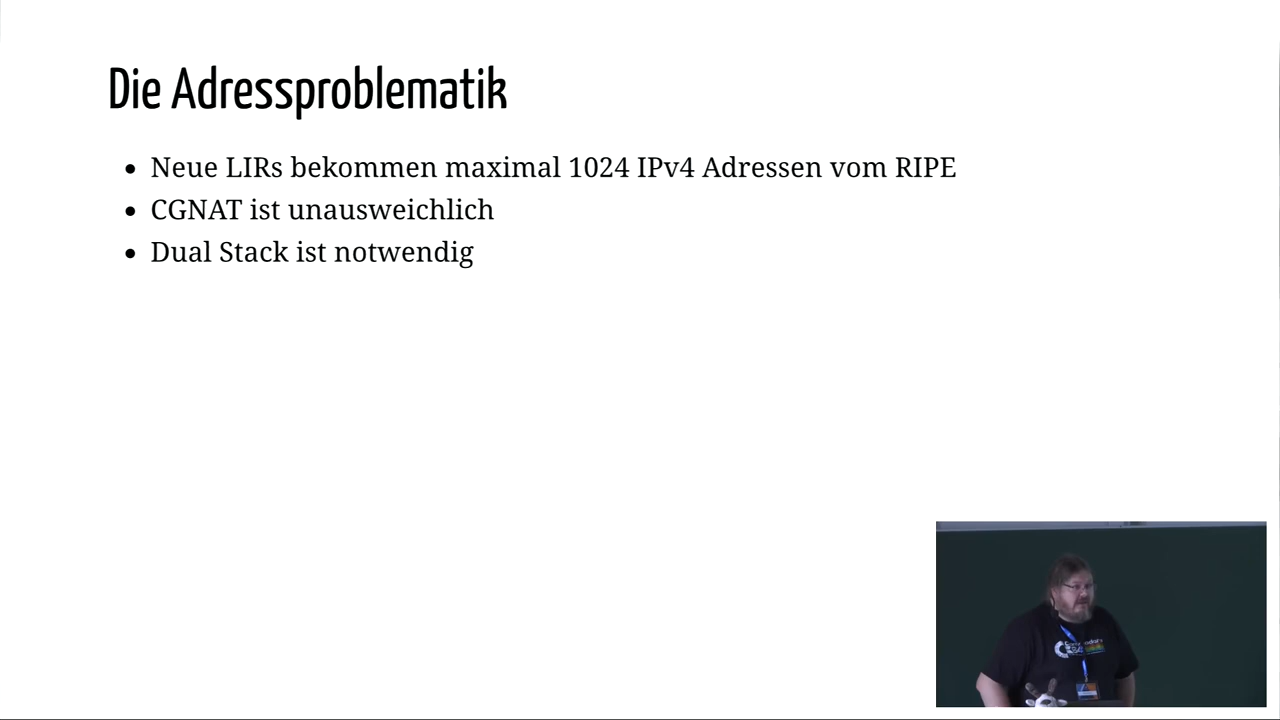 Die Adressproblematik
Neue LIRs bekommen maximal 1024 IPv4 Adressen vom RIPE
CGNAT ist unausweichlich
Dual Stack ist notwendig